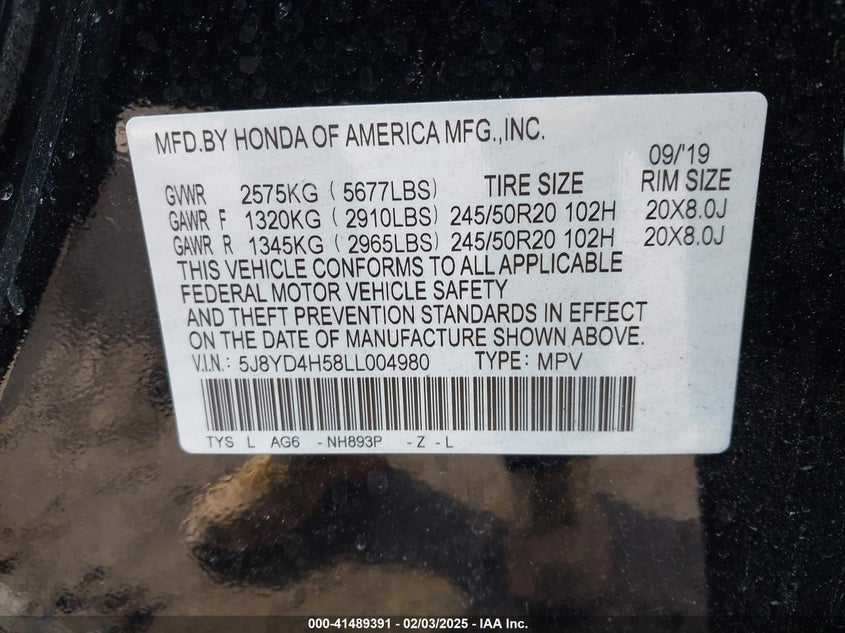 MFD.BY HONDA OF AMERICA MFG.,INC.
09/'19
GVWR 2575KG ( 5677LBS) TIRE SIZE RIM SIZE
GAWR F 1320KG ( 2910LBS) 245/50R20 102H 20X8.0J
GAWR R 1345KG ( 2965LBS) 245/50R20 102H 20X8.0J
THIS VEHICLE CONFORMS TO ALL APPLICABLE
FEDERAL MOTOR VEHICLE SAFETY
AND THEFT PREVENTION STANDARDS IN EFFECT
ON THE DATE OF MANUFACTURE SHOWN ABOVE.
V.I.N.: 5J8YD4H58LL004980 TYPE: MPV
TYS L AG6 -NH893P -Z -L
000-41489391 - 02/03/2025 - IAA Inc.